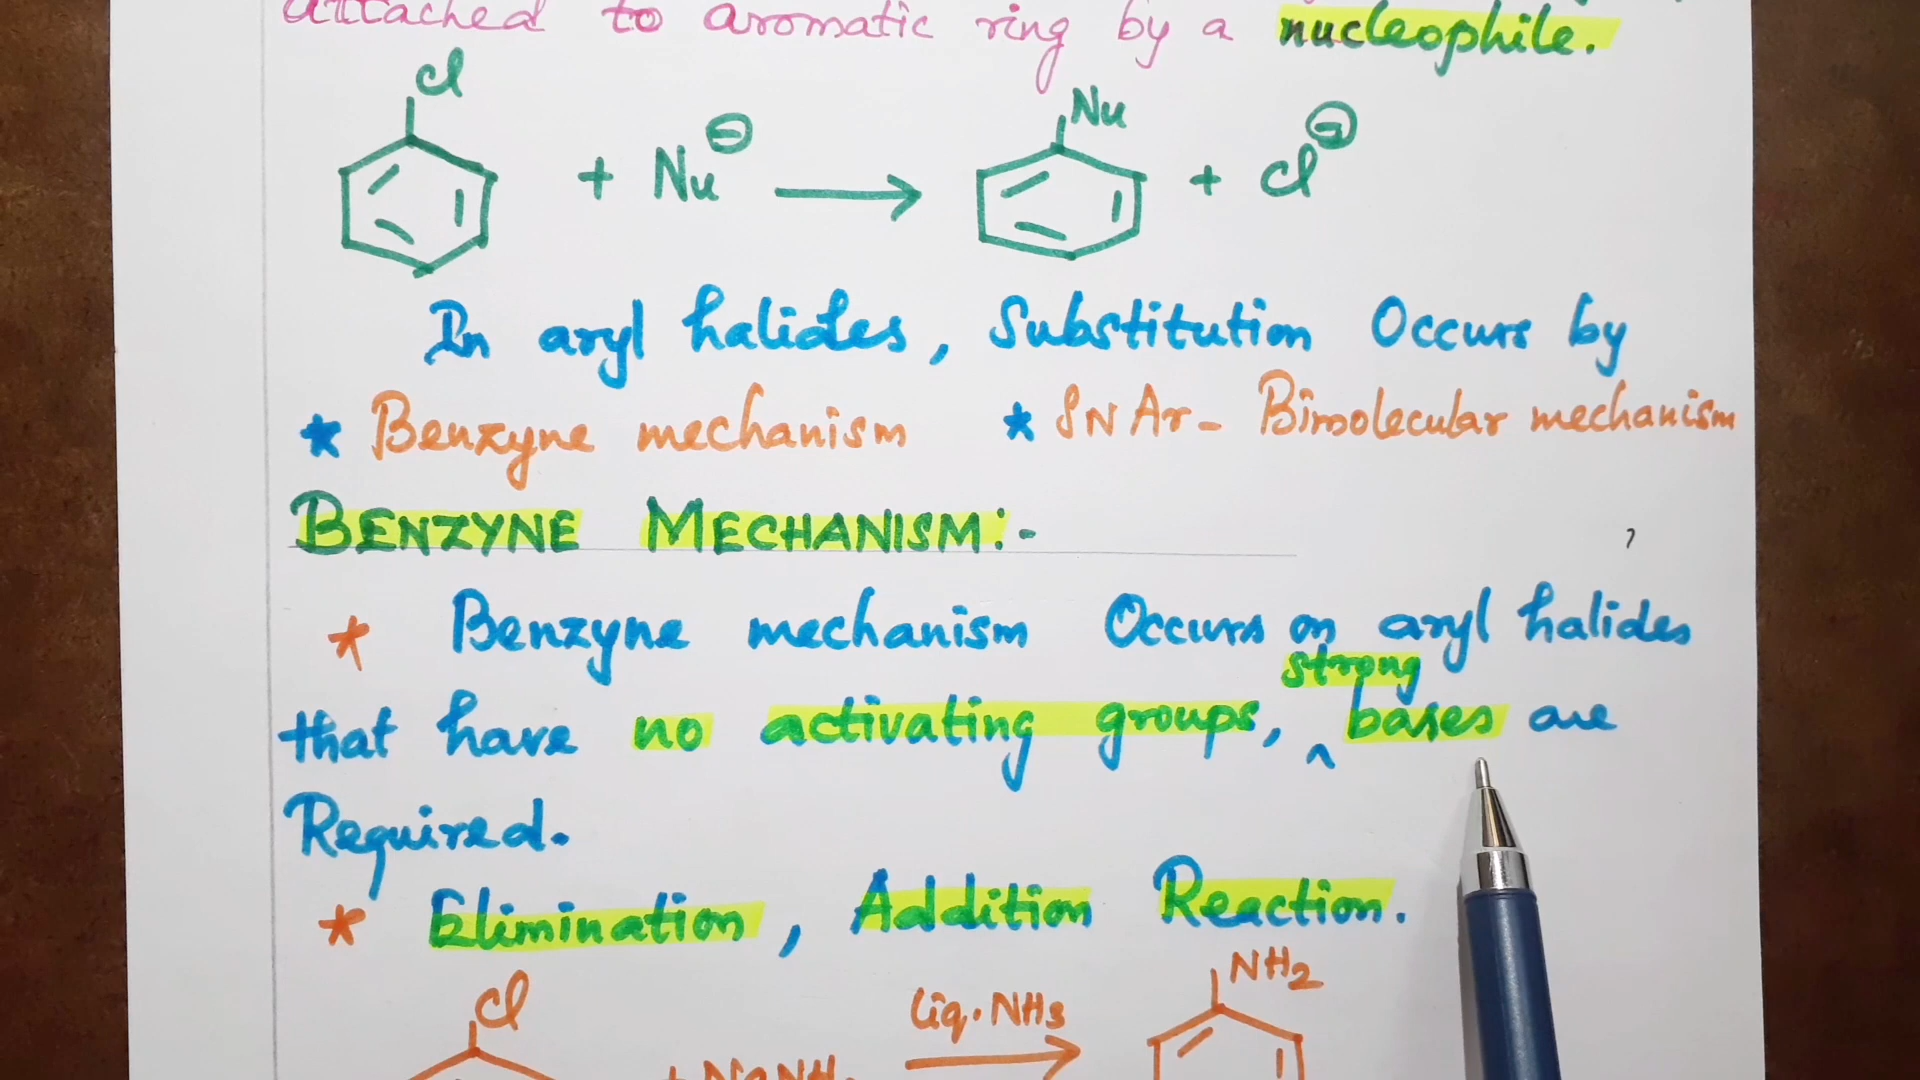 attached to aromatic ring by a nucleophile.
Cl
+ Nu⊖ → Nu + Cl⊖
In aryl halides, Substitution Occurs by
* Benzyne mechanism * SN Ar- Bimolecular mechanism
BENZYNE MECHANISM:-
* Benzyne mechanism Occurs on aryl halides
that have no activating groups, ^ strong bases are
Required.
* Elimination, Addition Reaction.
Cl liq. NH3 NH2